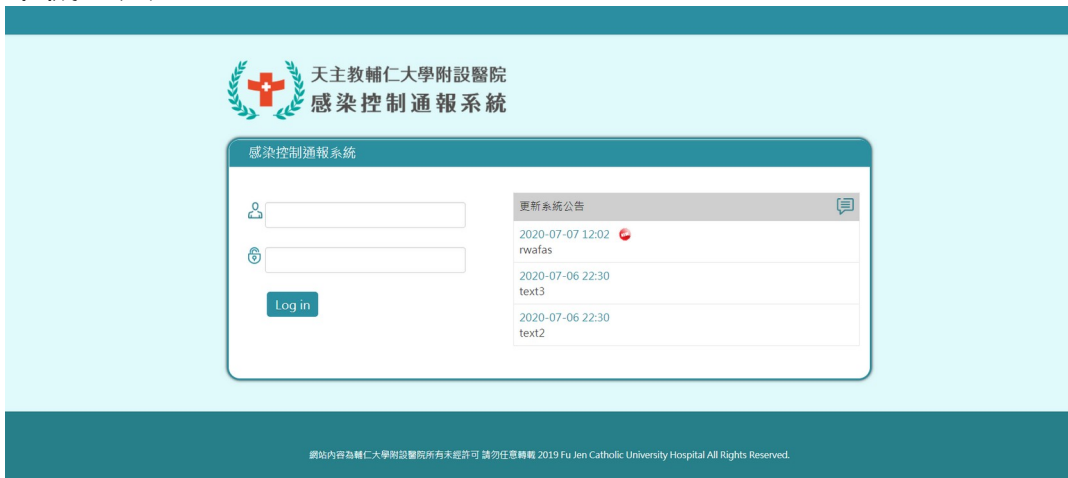 天主教輔仁大學附設醫院
感染控制通報系統
感染控制通報系統
更新系統公告
2020-07-07 12:02
rwafas
2020-07-06 22:30
text3
Log in
2020-07-06 22:30
text2
網站內容為輔仁大學附設醫院所有未經許可 請勿任意轉載 2019 Fu Jen Catholic University Hospital All Rights Reserved.